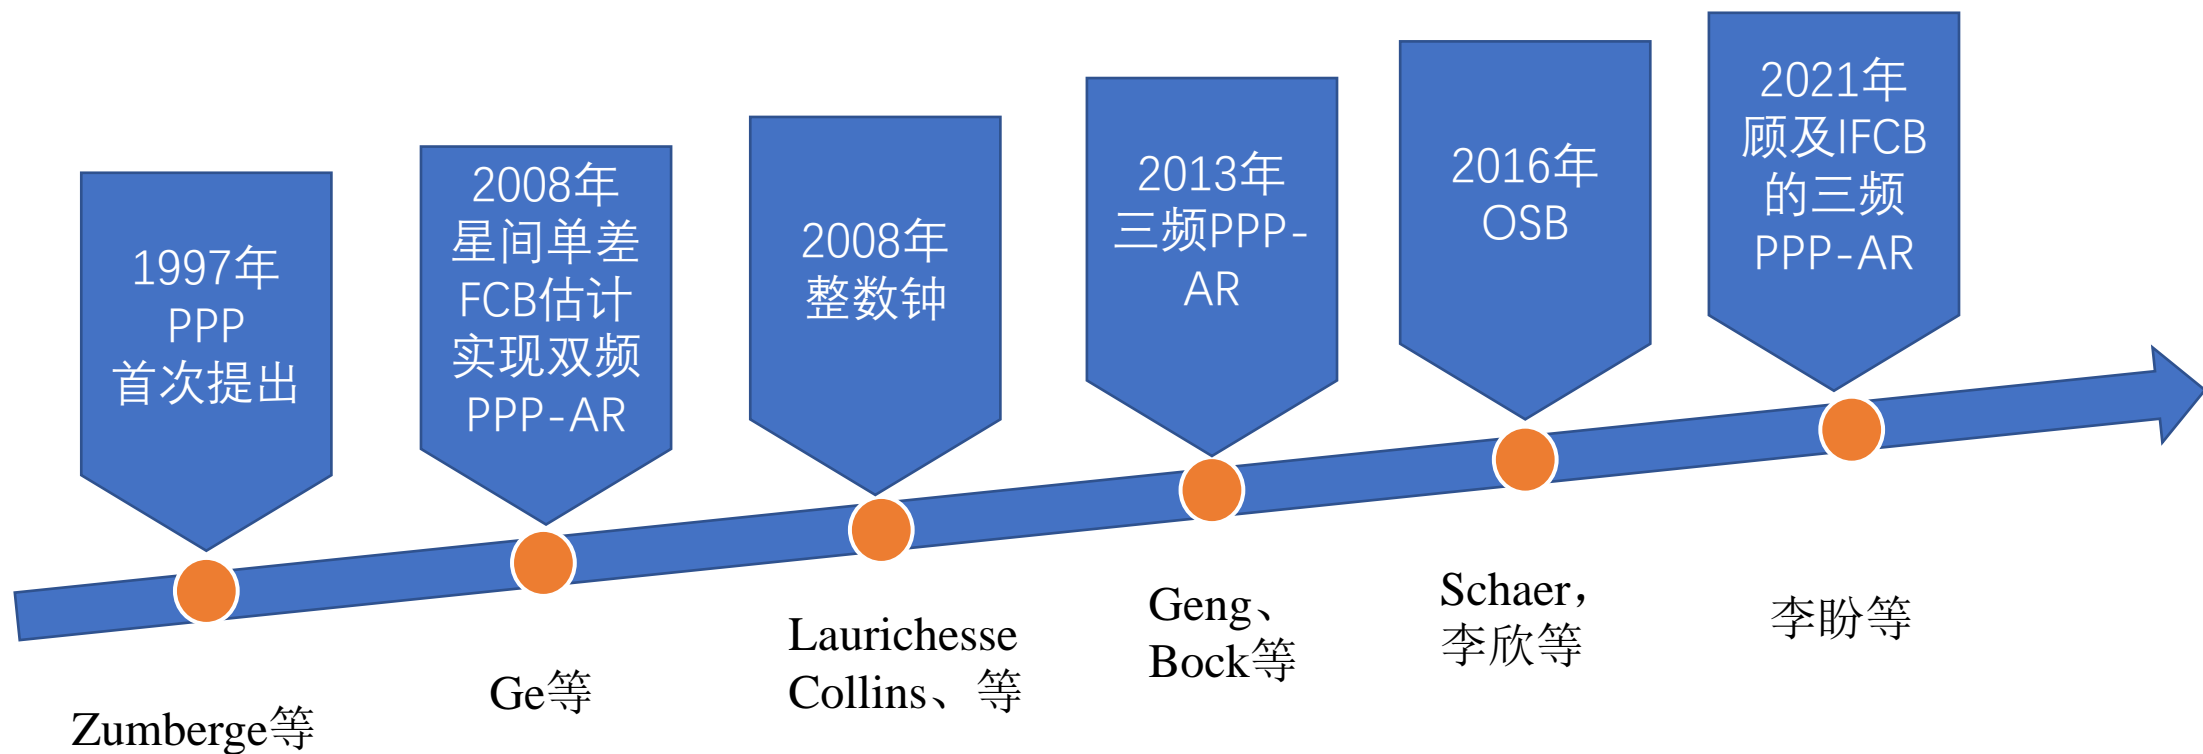 1997年
PPP
首次提出
2008年
星间单差
FCB估计
实现双频
PPP-AR
2008年
整数钟
2013年
三频PPP-
AR
2016年
OSB
2021年
顾及IFCB
的三频
PPP-AR
Zumberge等
Ge等
Laurichesse
Collins、等
Geng、
Bock等
Schaer，
李欣等
李盼等